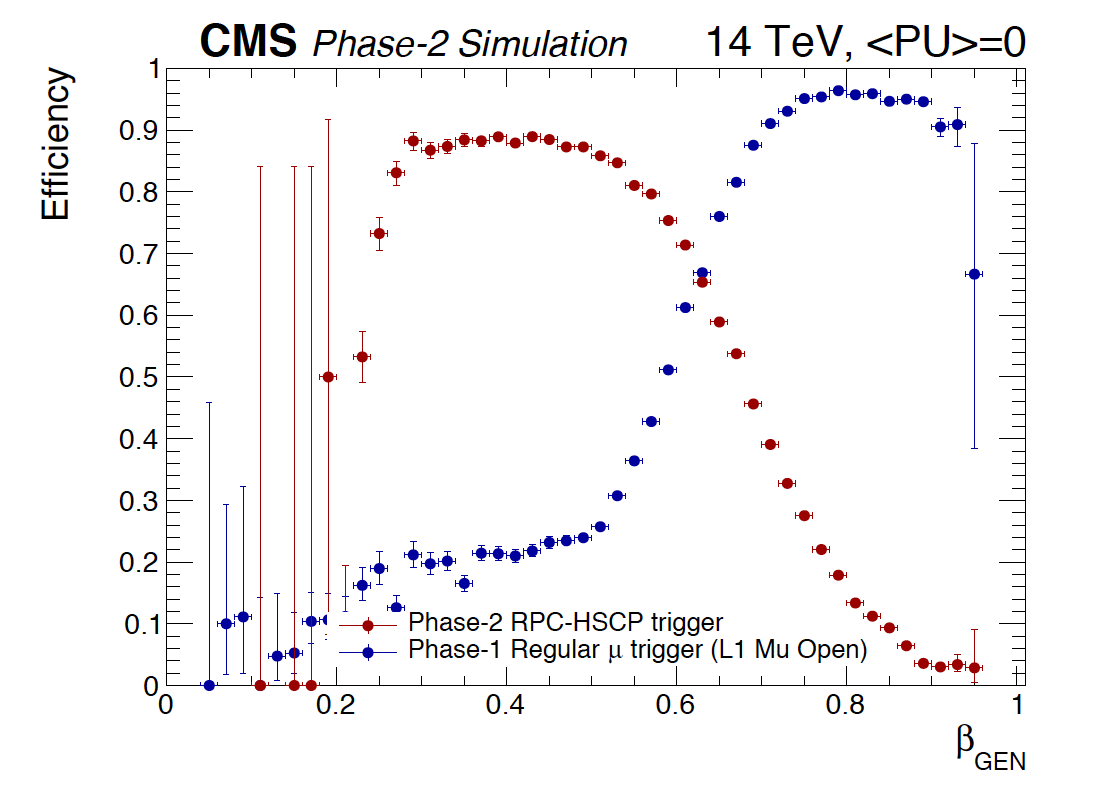 CMS Phase-2 Simulation 14 TeV, <PU>=0
Efficiency
1
0.9
0.8
0.7
0.6
0.5
0.4
0.3
0.2
0.1
0
Phase-2 RPC-HSCP trigger
Phase-1 Regular μ trigger (L1 Mu Open)
0 0.2 0.4 0.6 0.8 1
βGEN